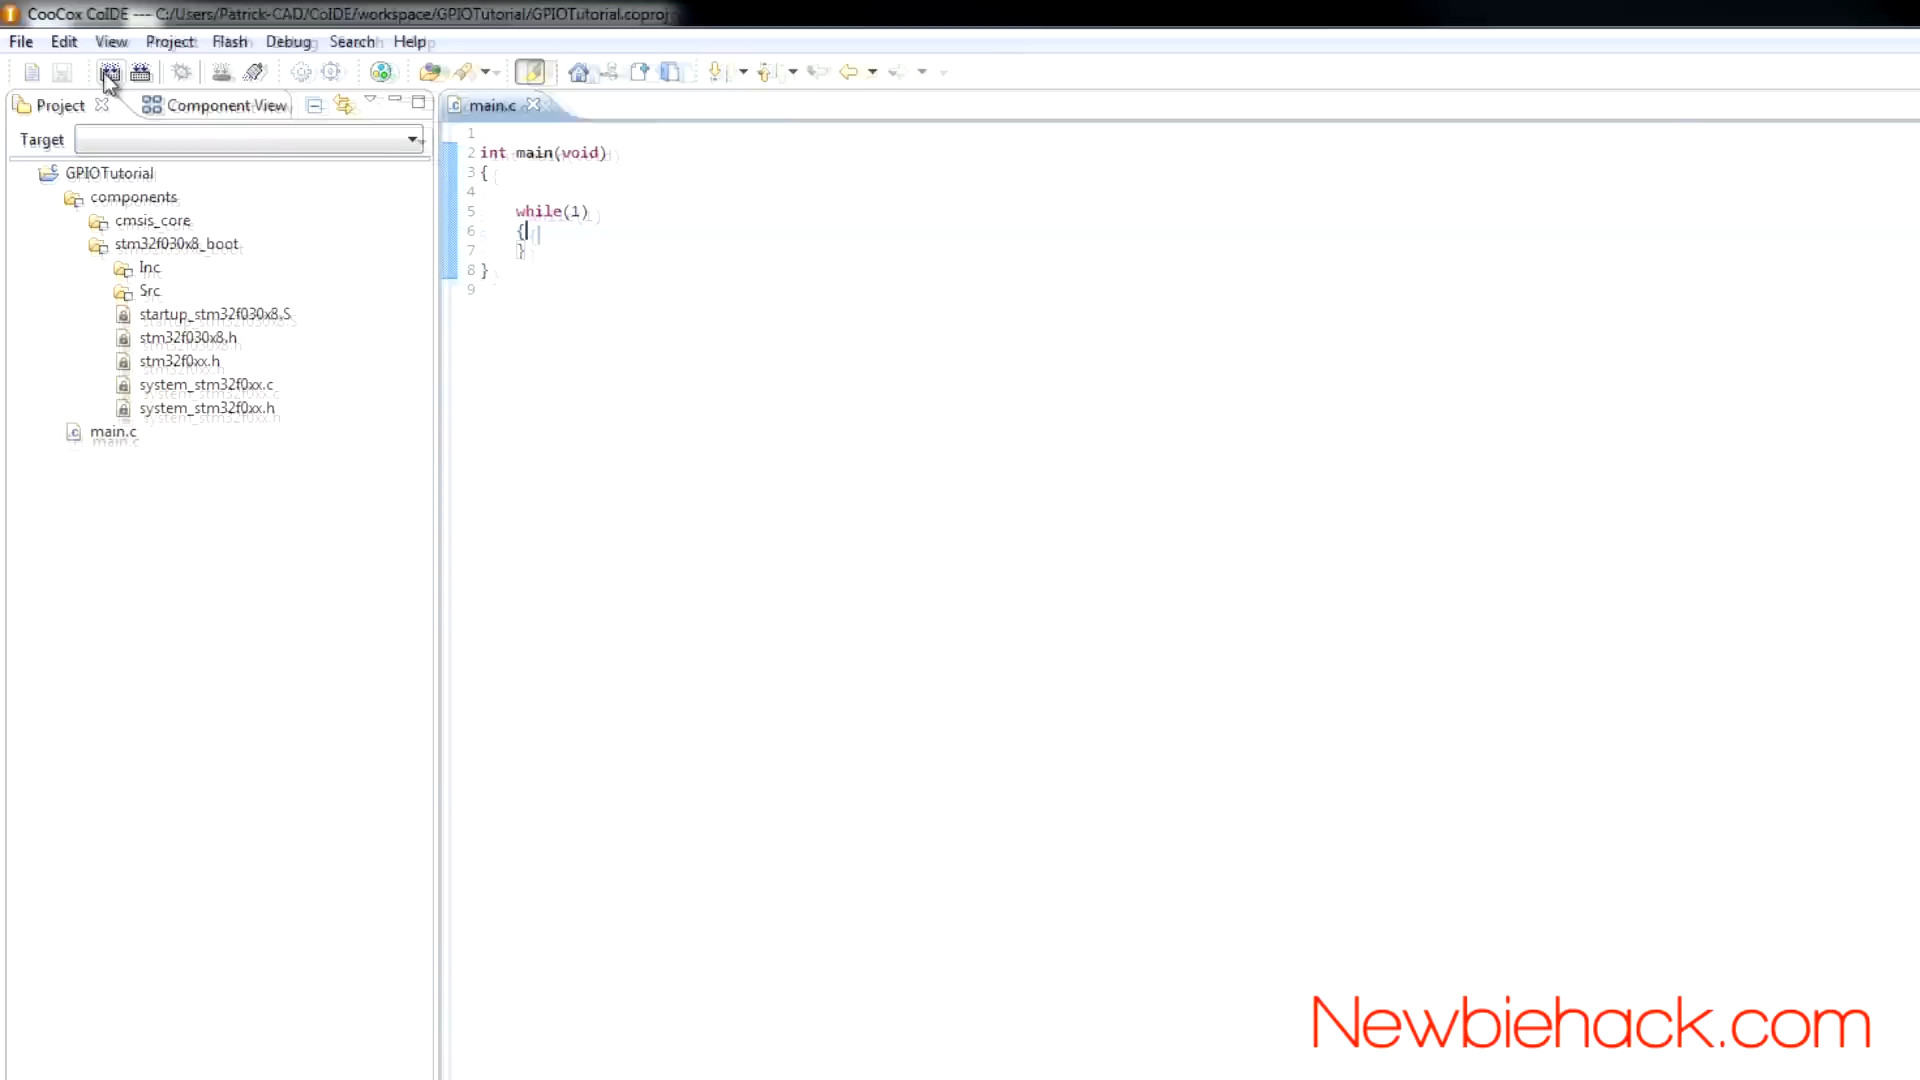 CooCox CoIDE --- C:/Users/Patrick-CAD/CoIDE/workspace/GPIOTutorial/GPIOTutorial.coproj
File Edit View Project Flash Debug Search Help
Project Component View main.c
Target
GPIOTutorial
components
cmsis_core
stm32f030x8_boot
Inc
Src
startup_stm32f030x8.S
stm32f030x8.h
stm32f0xx.h
system_stm32f0xx.c
system_stm32f0xx.h
main.c
1
2 int main(void)
3 {
4
5 while(1)
6 {
7 }
8 }
9
Newbiehack.com